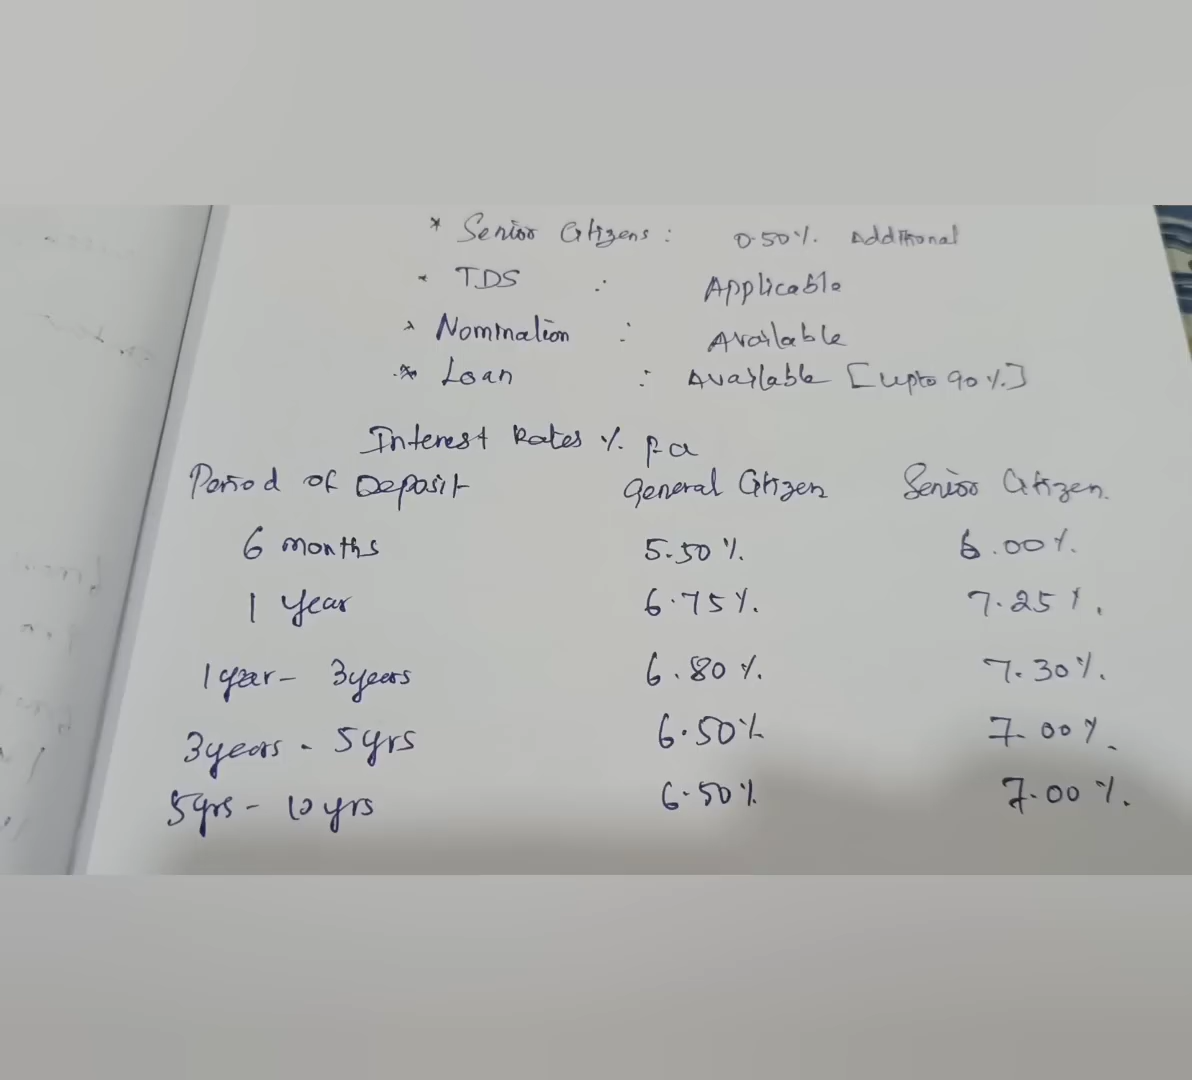 * Senior Citizens : 0.50% Additional
* TDS : Applicable
* Nomination : Available
* Loan : Available [upto 90%]
Interest Rates % P.a
Period of Deposit General Citizen Senior Citizen
6 months 5.50% 6.00%
1 Year 6.75% 7.25%
1 year - 3 years 6.80% 7.30%
3 years - 5 yrs 6.50% 7.00%
5 yrs - 10 yrs 6.50% 7.00%